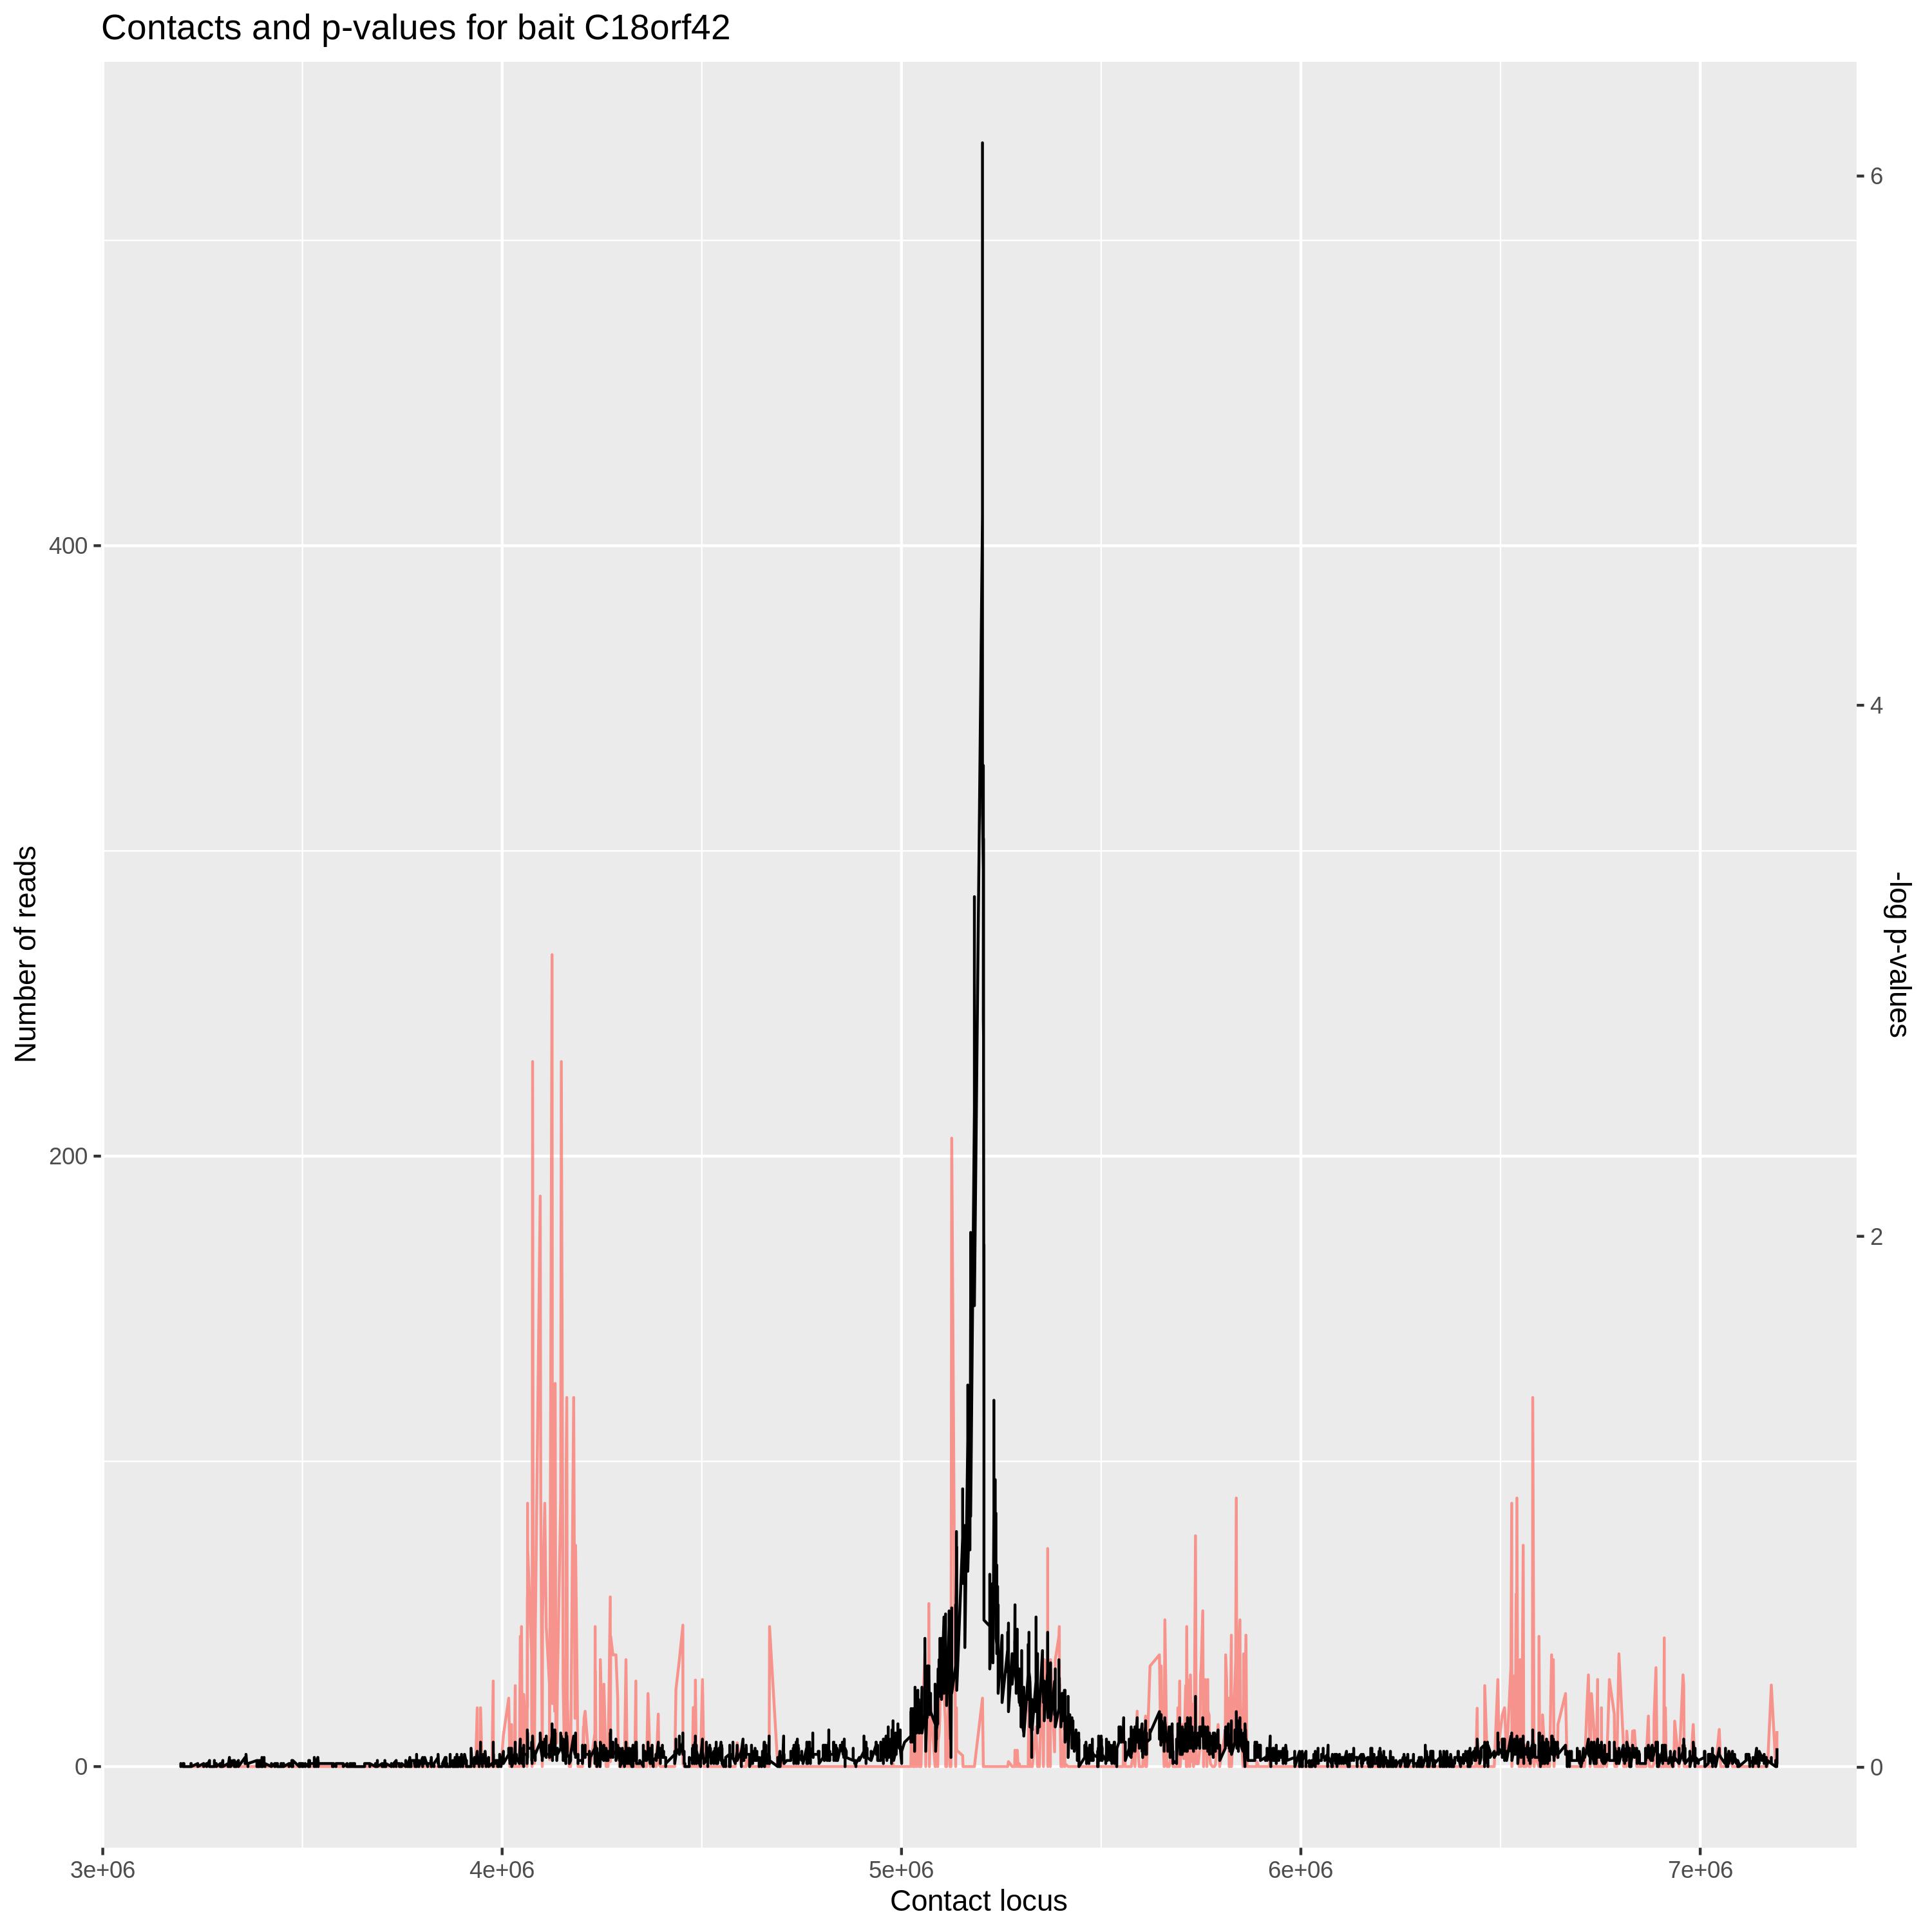 Contacts and p-values for bait C18orf42
Number of reads
400
200
0
6
4
2
0
-log p-values
3e+06 4e+06 5e+06 6e+06 7e+06
Contact locus